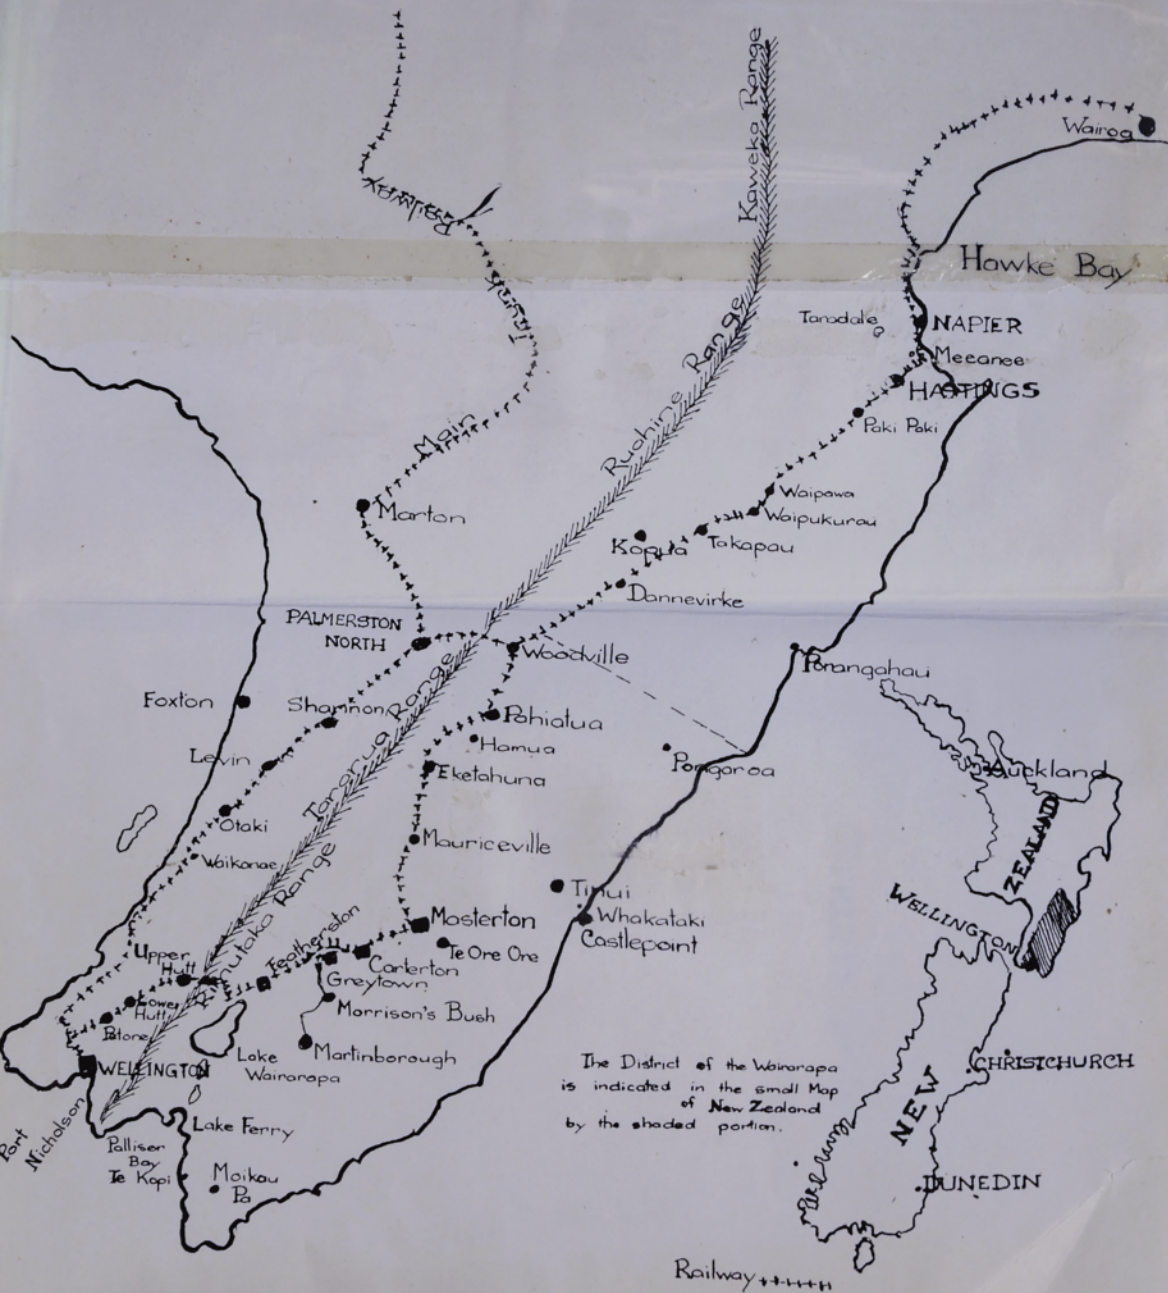 Kaweka Range
Wairoa
Railway
Hawke Bay
Trunk
Taradale
NAPIER
Meeanee
HASTINGS
Ruahine Range
Paki Paki
Main
Waipawa
Waipukurau
Marton
Kopua
Takapau
Dannevirke
PALMERSTON
NORTH
Woodville
Porangahau
Foxton
Shannon
Pahiatua
Hamua
Levin
Tararua Range
Eketahuna
Pongaroa
Auckland
Otaki
Mauriceville
Waikanae
ZEALAND
Tinui
WELLINGTON
Whakataki
Castlepoint
Masterton
Te Ore Ore
Rimutaka Range
Featherston
Upper
Hutt
Carterton
Greytown
Lower
Hutt
Morrison's Bush
Petone
Martinborough
Lake
Wairarapa
WELLINGTON
The District of the Wairarapa
is indicated in the small Map
of New Zealand
by the shaded portion.
CHRISTCHURCH
NEW
Port
Nicholson
Lake Ferry
Palliser
Bay
Te Kopi
Moikau
Pa
DUNEDIN
Railway